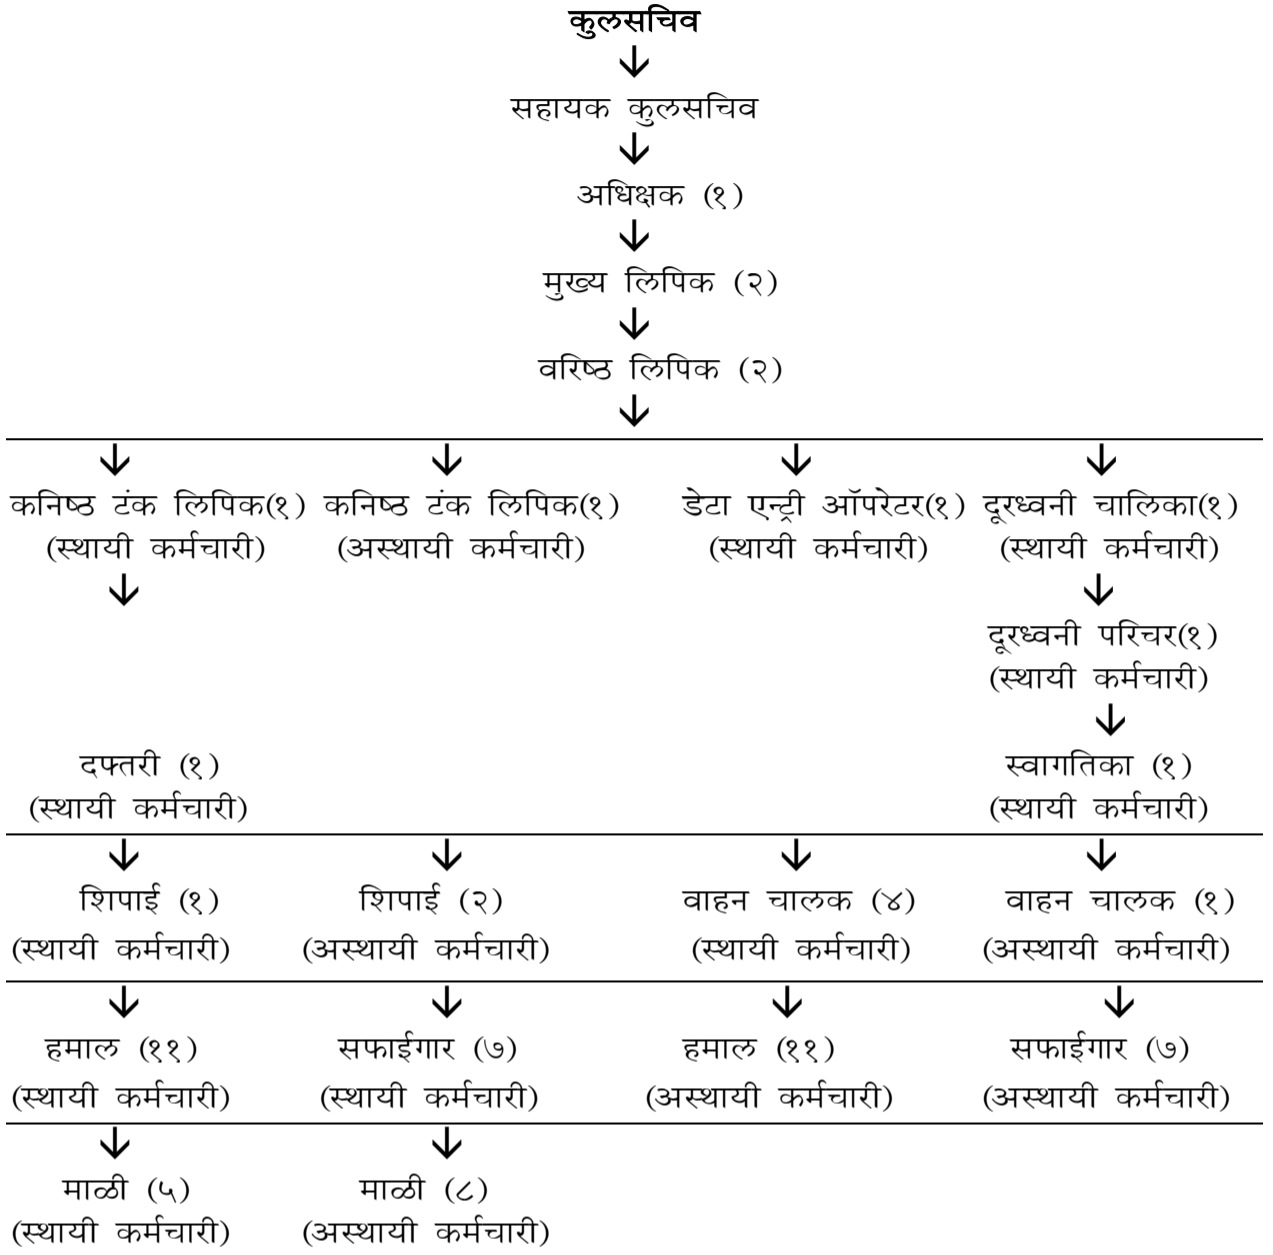 कुलसचिव
सहायक कुलसचिव
अधिक्षक (१)
मुख्य लिपिक (२)
वरिष्ठ लिपिक (२)
कनिष्ठ टंक लिपिक(१) कनिष्ठ टंक लिपिक(१) डेटा एन्ट्री ऑपरेटर(१) दूरध्वनी चालिका(१)
(स्थायी कर्मचारी) (अस्थायी कर्मचारी) (स्थायी कर्मचारी) (स्थायी कर्मचारी)
दूरध्वनी परिचर(१)
(स्थायी कर्मचारी)
दफ्तरी (१) स्वागतिका (१)
(स्थायी कर्मचारी) (स्थायी कर्मचारी)
शिपाई (१) शिपाई (२) वाहन चालक (४) वाहन चालक (१)
(स्थायी कर्मचारी) (अस्थायी कर्मचारी) (स्थायी कर्मचारी) (अस्थायी कर्मचारी)
हमाल (११) सफाईगार (७) हमाल (११) सफाईगार (७)
(स्थायी कर्मचारी) (स्थायी कर्मचारी) (अस्थायी कर्मचारी) (अस्थायी कर्मचारी)
माळी (५) माळी (८)
(स्थायी कर्मचारी) (अस्थायी कर्मचारी)